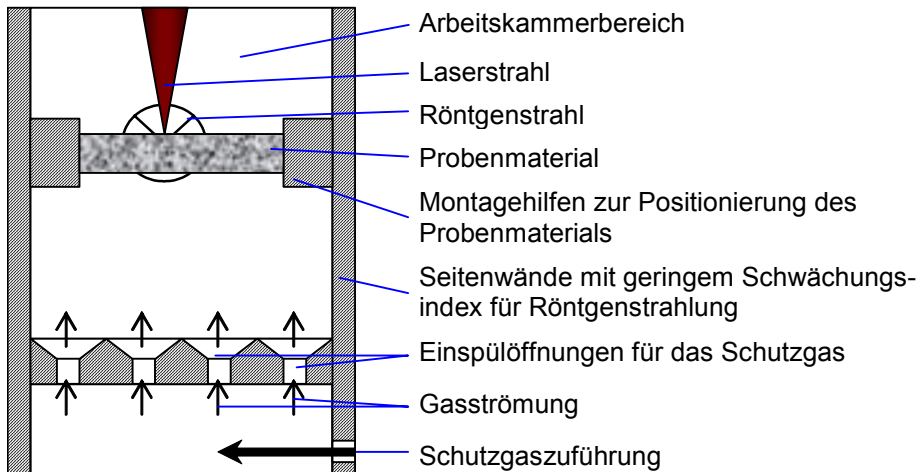 Arbeitskammerbereich
Laserstrahl
Röntgenstrahl
Probenmaterial
Montagehilfen zur Positionierung des
Probenmaterials
Seitenwände mit geringem Schwächungs-
index für Röntgenstrahlung
Einspülöffnungen für das Schutzgas
Gasströmung
Schutzgaszuführung